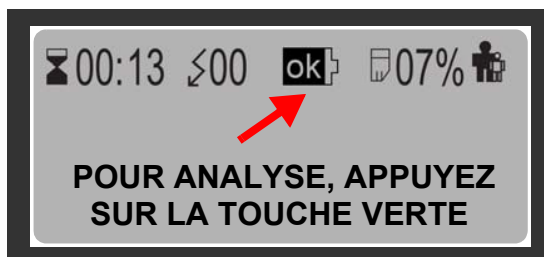 00:13 00 ok 07%
POUR ANALYSE, APPUYEZ
SUR LA TOUCHE VERTE